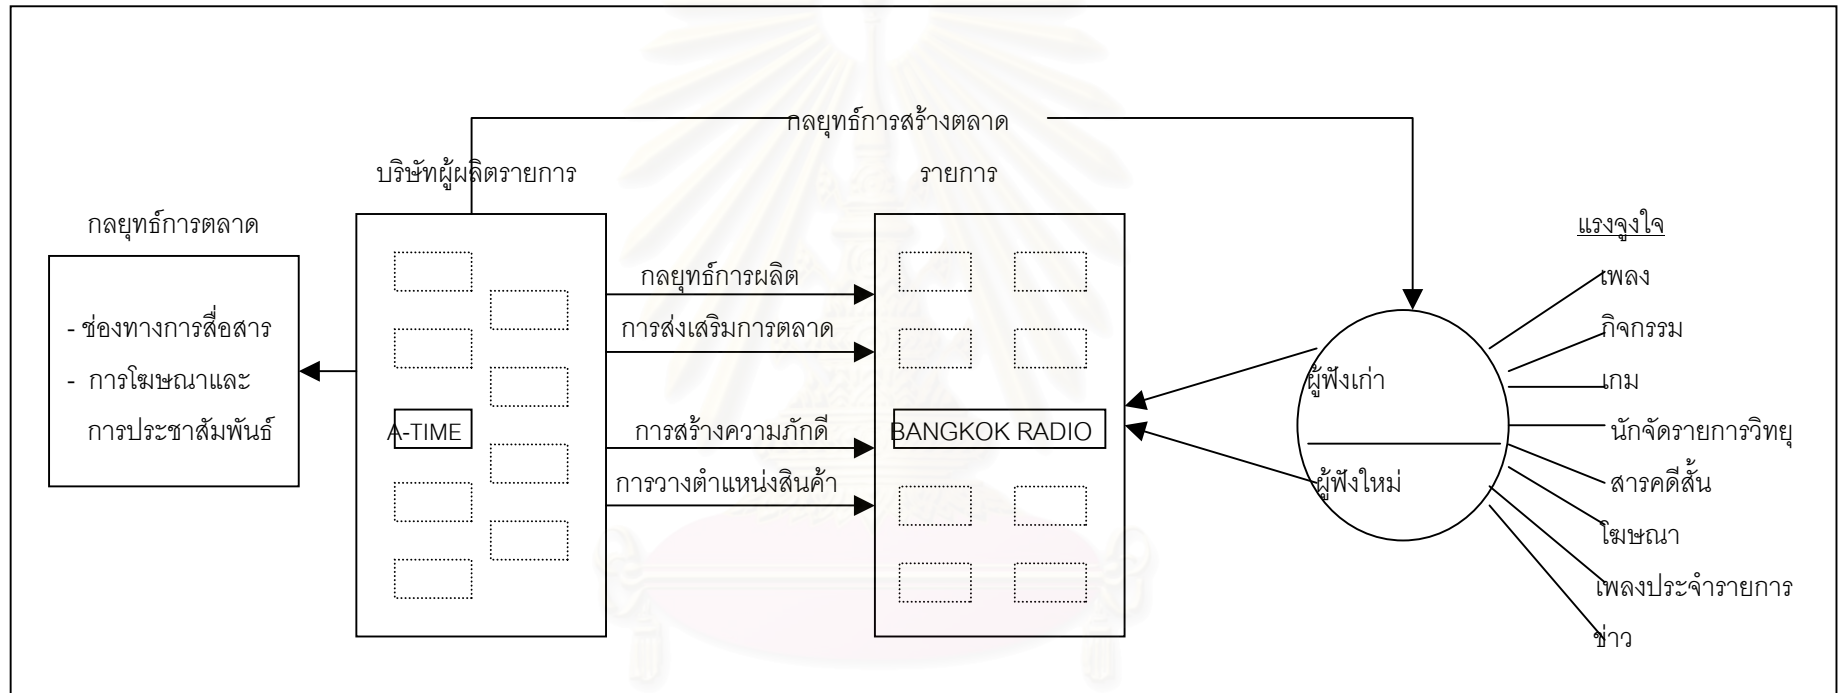 กลยุทธ์การสร้างตลาด
บริษัทผู้ผลิตรายการ
รายการ
กลยุทธ์การตลาด
แรงจูงใจ
- ช่องทางการสื่อสาร
- การโฆษณาและ
การประชาสัมพันธ์
A-TIME
กลยุทธ์การผลิต
การส่งเสริมการตลาด
การสร้างความภักดี
การวางตำแหน่งสินค้า
BANGKOK RADIO
ผู้ฟังเก่า
ผู้ฟังใหม่
เพลง
กิจกรรม
เกม
นักจัดรายการวิทยุ
สารคดีสั้น
โฆษณา
เพลงประจำรายการ
ข่าว